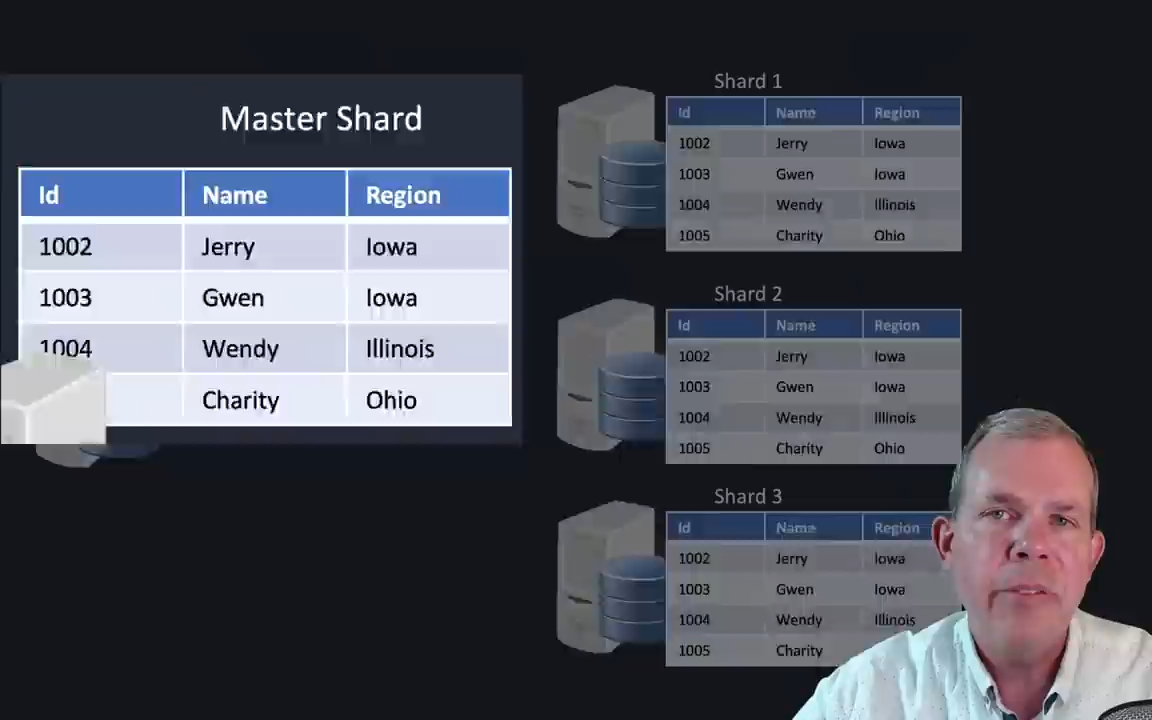 Master Shard
Id Name Region
1002 Jerry Iowa
1003 Gwen Iowa
1004 Wendy Illinois
Charity Ohio
Shard 1
Id Name Region
1002 Jerry Iowa
1003 Gwen Iowa
1004 Wendy Illinois
1005 Charity Ohio
Shard 2
Id Name Region
1002 Jerry Iowa
1003 Gwen Iowa
1004 Wendy Illinois
1005 Charity Ohio
Shard 3
Id Name Region
1002 Jerry Iowa
1003 Gwen Iowa
1004 Wendy Illinois
1005 Charity